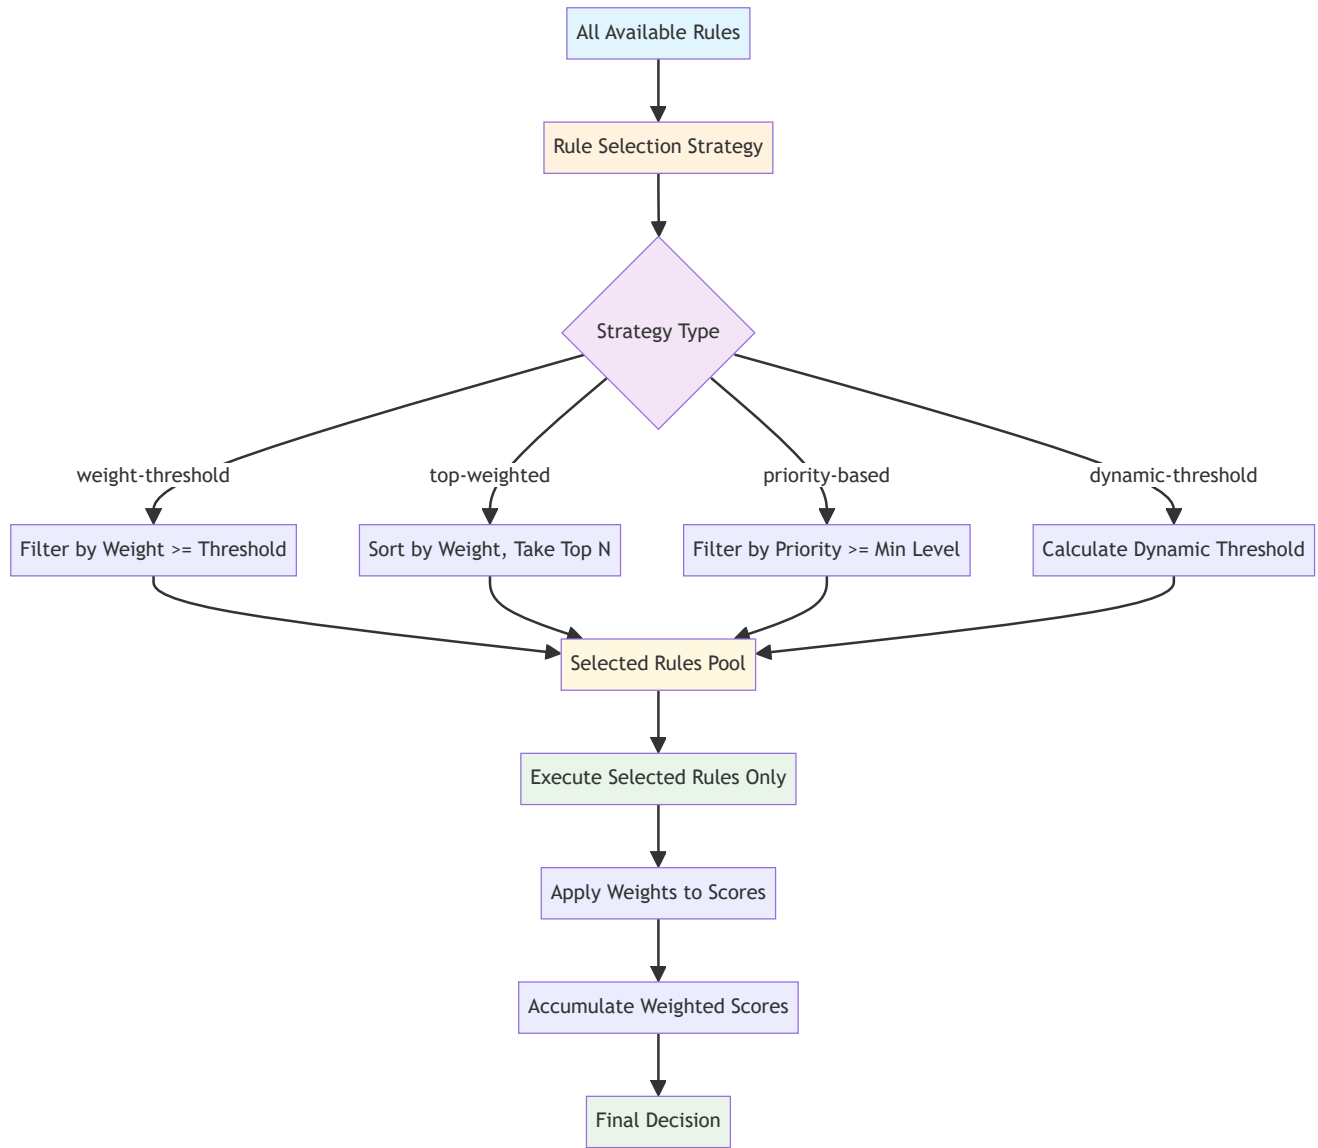 All Available Rules
Rule Selection Strategy
Strategy Type
weight-threshold
top-weighted
priority-based
dynamic-threshold
Filter by Weight >= Threshold
Sort by Weight, Take Top N
Filter by Priority >= Min Level
Calculate Dynamic Threshold
Selected Rules Pool
Execute Selected Rules Only
Apply Weights to Scores
Accumulate Weighted Scores
Final Decision